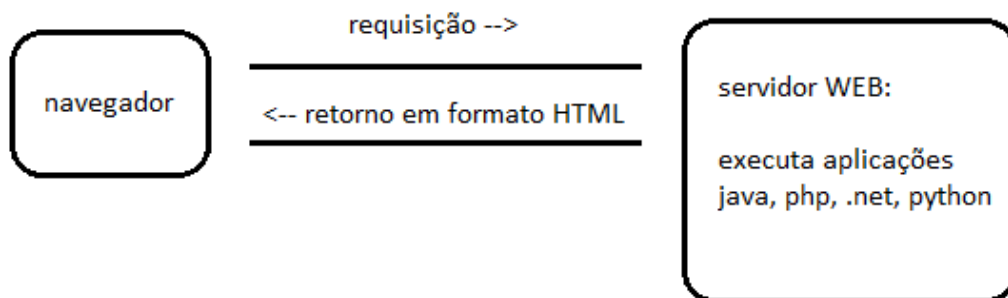 requisição -->
navegador
<-- retorno em formato HTML
servidor WEB:
executa aplicações
java, php, .net, python